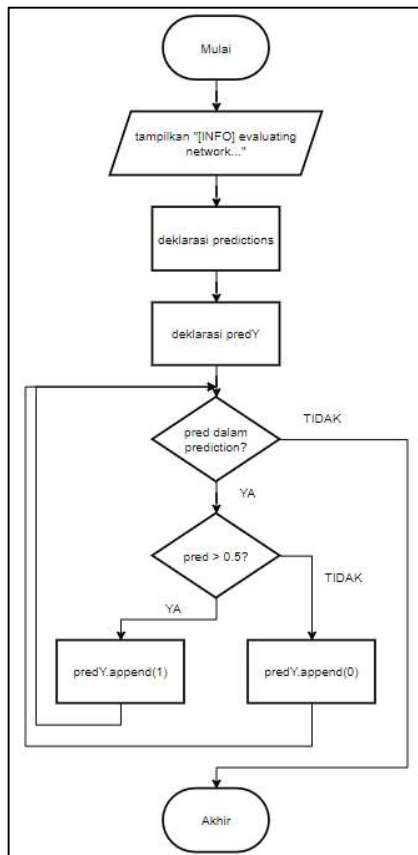 Mulai
tampilkan "[INFO] evaluating
network..."
deklarasi predictions
deklarasi predY
pred dalam
prediction?
TIDAK
YA
pred > 0.5?
TIDAK
YA
predY.append(1)
predY.append(0)
Akhir